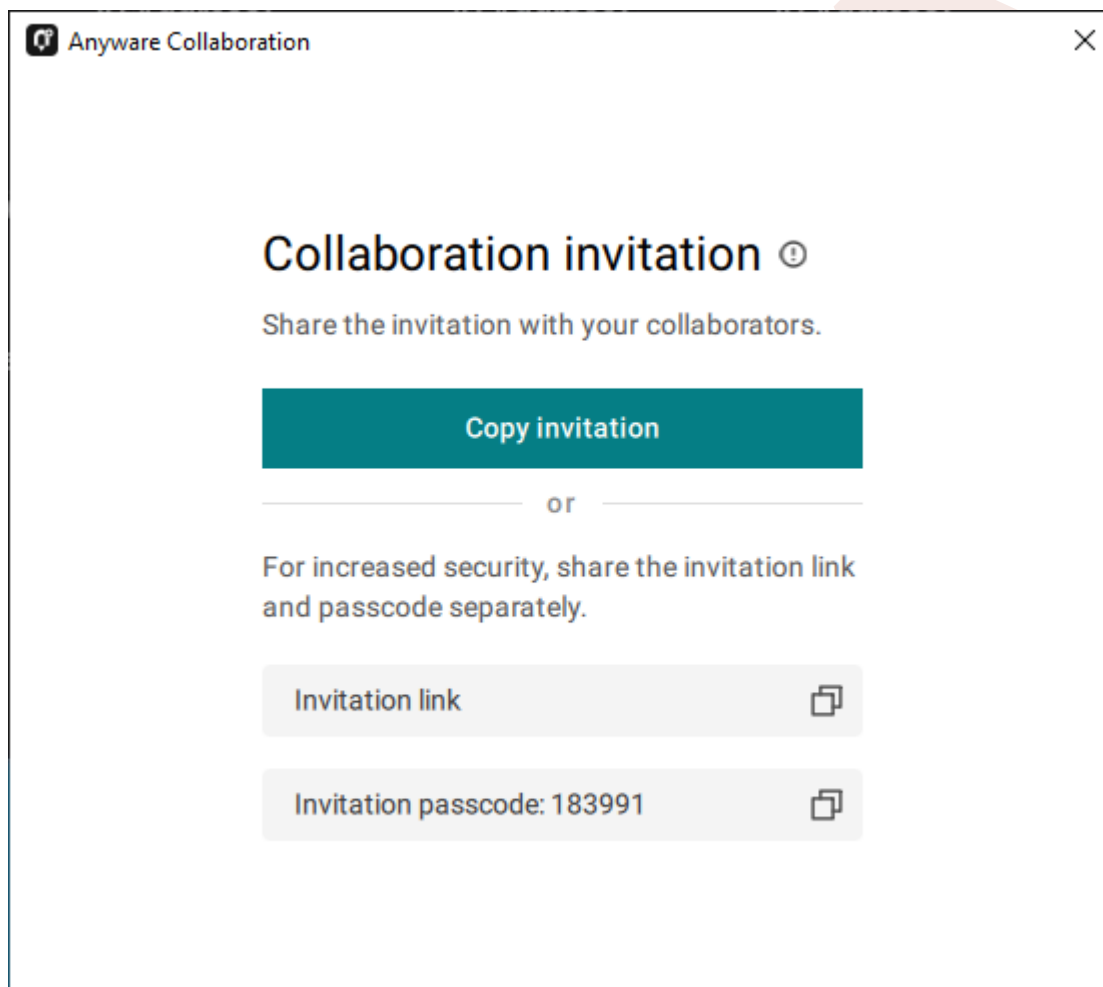 Anyware Collaboration
Collaboration invitation
Share the invitation with your collaborators.
Copy invitation
or
For increased security, share the invitation link
and passcode separately.
Invitation link
Invitation passcode: 183991